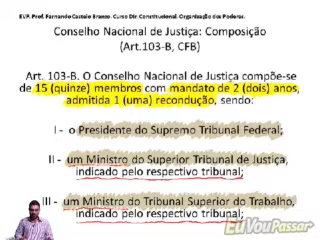 EVP. Prof. Fernando Castelo Branco. Curso Dir. Constitucional. Organização dos Poderes.
Conselho Nacional de Justiça: Composição
(Art.103-B, CFB)
Art. 103-B. O Conselho Nacional de Justiça compõe-se
de 15 (quinze) membros com mandato de 2 (dois) anos,
admitida 1 (uma) recondução, sendo:
I - o Presidente do Supremo Tribunal Federal;
II - um Ministro do Superior Tribunal de Justiça,
indicado pelo respectivo tribunal;
III - um Ministro do Tribunal Superior do Trabalho,
indicado pelo respectivo tribunal;
EuVouPassar